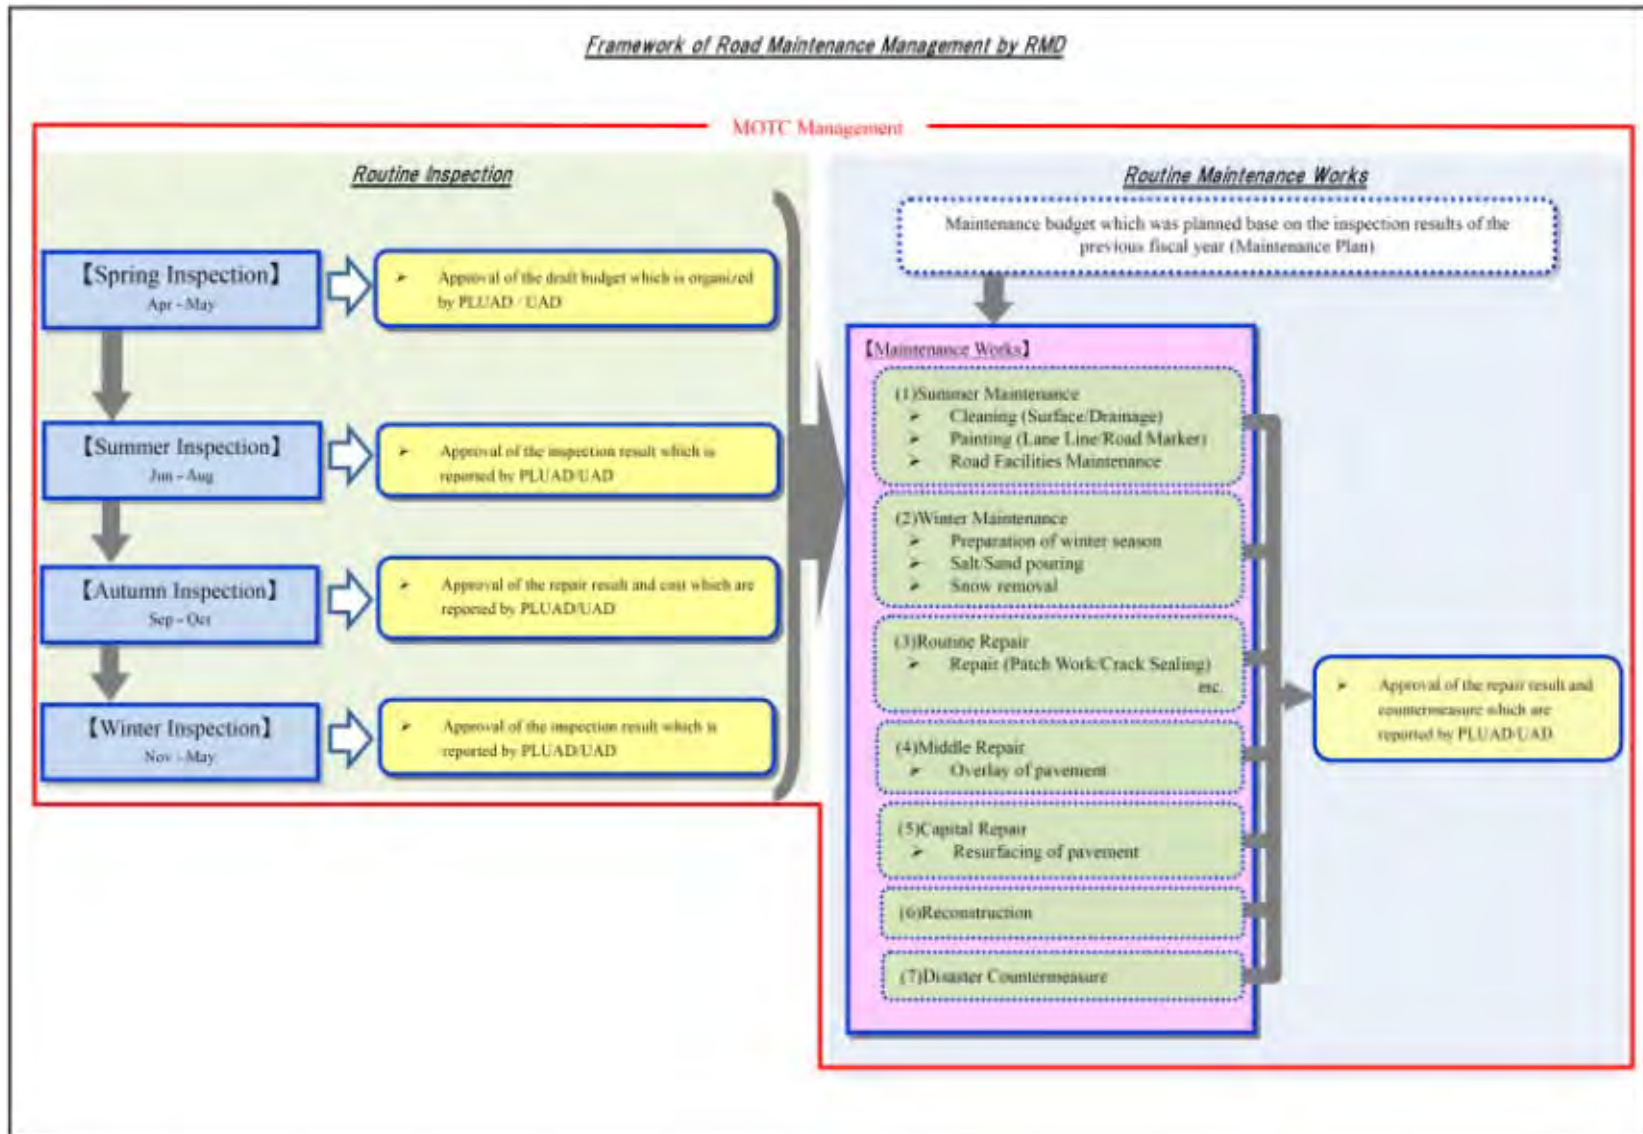 Framework of Road Maintenance Management by RMD
MOTC Management
Routine Inspection
【Spring Inspection】
Apr - May
➢ Approval of the draft budget which is organized
by PLUAD / UAD
【Summer Inspection】
Jun - Aug
➢ Approval of the inspection result which is
reported by PLUAD/UAD
【Autumn Inspection】
Sep - Oct
➢ Approval of the repair result and cost which are
reported by PLUAD/UAD
【Winter Inspection】
Nov - May
➢ Approval of the inspection result which is
reported by PLUAD/UAD
Routine Maintenance Works
Maintenance budget which was planned base on the inspection results of the
previous fiscal year (Maintenance Plan)
【Maintenance Works】
(1)Summer Maintenance
➢ Cleaning (Surface/Drainage)
➢ Painting (Lane Line/Road Marker)
➢ Road Facilities Maintenance
(2)Winter Maintenance
➢ Preparation of winter season
➢ Salt/Sand pouring
➢ Snow removal
(3)Routine Repair
➢ Repair (Patch Work/Crack Sealing)
etc.
(4)Middle Repair
➢ Overlay of pavement
(5)Capital Repair
➢ Resurfacing of pavement
(6)Reconstruction
(7)Disaster Countermeasure
➢ Approval of the repair result and
countermeasure which are
reported by PLUAD/UAD